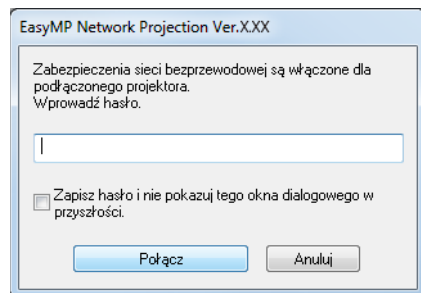 EasyMP Network Projection Ver.X.XX
Zabezpieczenia sieci bezprzewodowej są włączone dla
podłączonego projektora.
Wprowadź hasło.
Zapisz hasło i nie pokazuj tego okna dialogowego w
przyszłości.
Połącz Anuluj